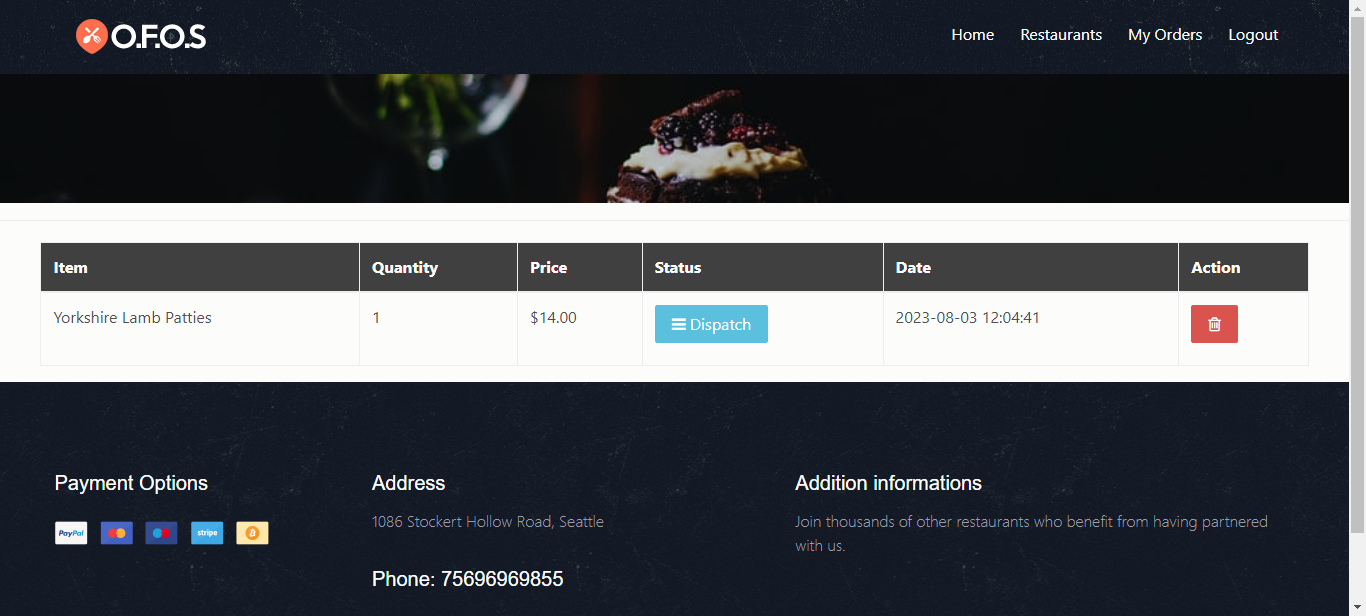 O.F.O.S
Home Restaurants My Orders Logout
Item Quantity Price Status Date Action
Yorkshire Lamb Patties 1 $14.00 Dispatch 2023-08-03 12:04:41
Payment Options Address Addition informations
PayPal stripe 1086 Stockert Hollow Road, Seattle Join thousands of other restaurants who benefit from having partnered
with us.
Phone: 75696969855